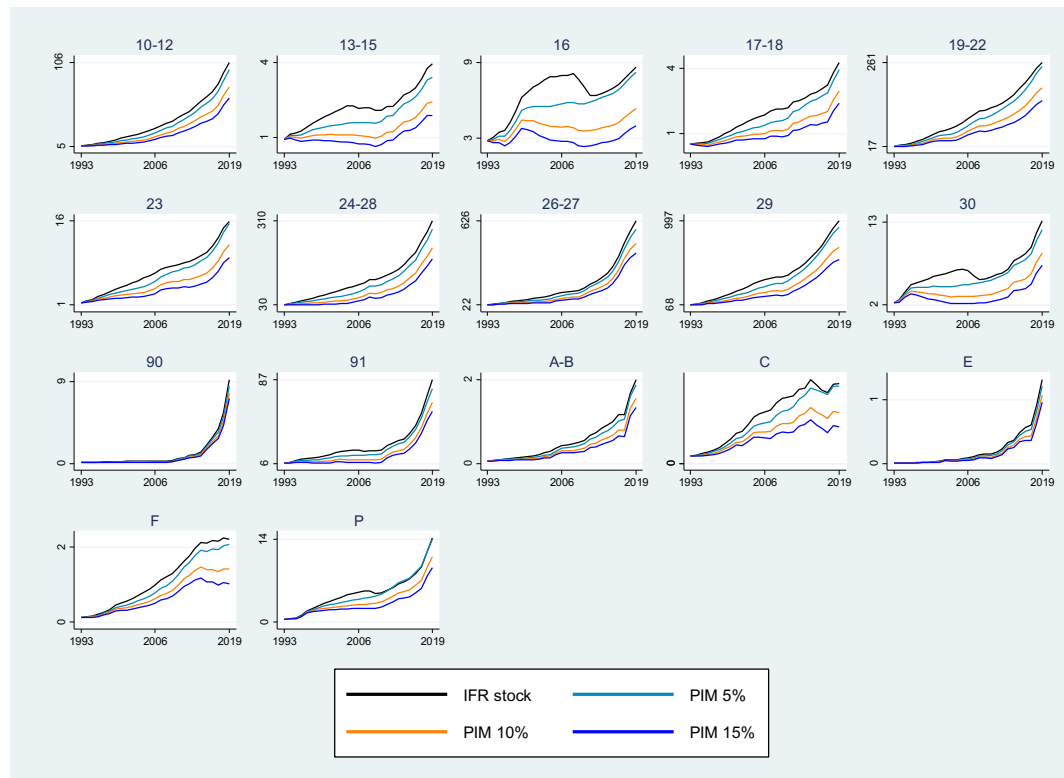 10-12 13-15 16 17-18 19-22
106 4 9 4 261
5 1 3 1 17
1993 2006 2019 1993 2006 2019 1993 2006 2019 1993 2006 2019 1993 2006 2019
23 24-28 26-27 29 30
16 310 626 997 13
1 30 22 68 2
1993 2006 2019 1993 2006 2019 1993 2006 2019 1993 2006 2019 1993 2006 2019
90 91 A-B C E
9 87 2 1
0 6 0 0 0
1993 2006 2019 1993 2006 2019 1993 2006 2019 1993 2006 2019 1993 2006 2019
F P
2 14
0 0
1993 2006 2019 1993 2006 2019
IFR stock PIM 5%
PIM 10% PIM 15%